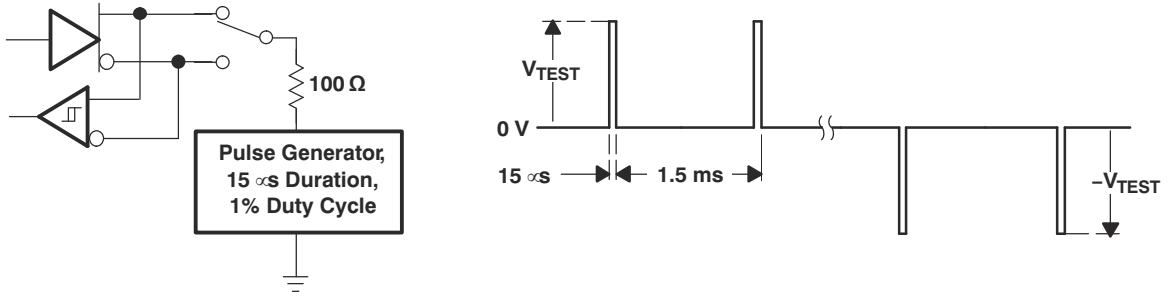 100 Ω
Pulse Generator,
15 ∝s Duration,
1% Duty Cycle
VTEST
0 V
15 ∝s
1.5 ms
–VTEST